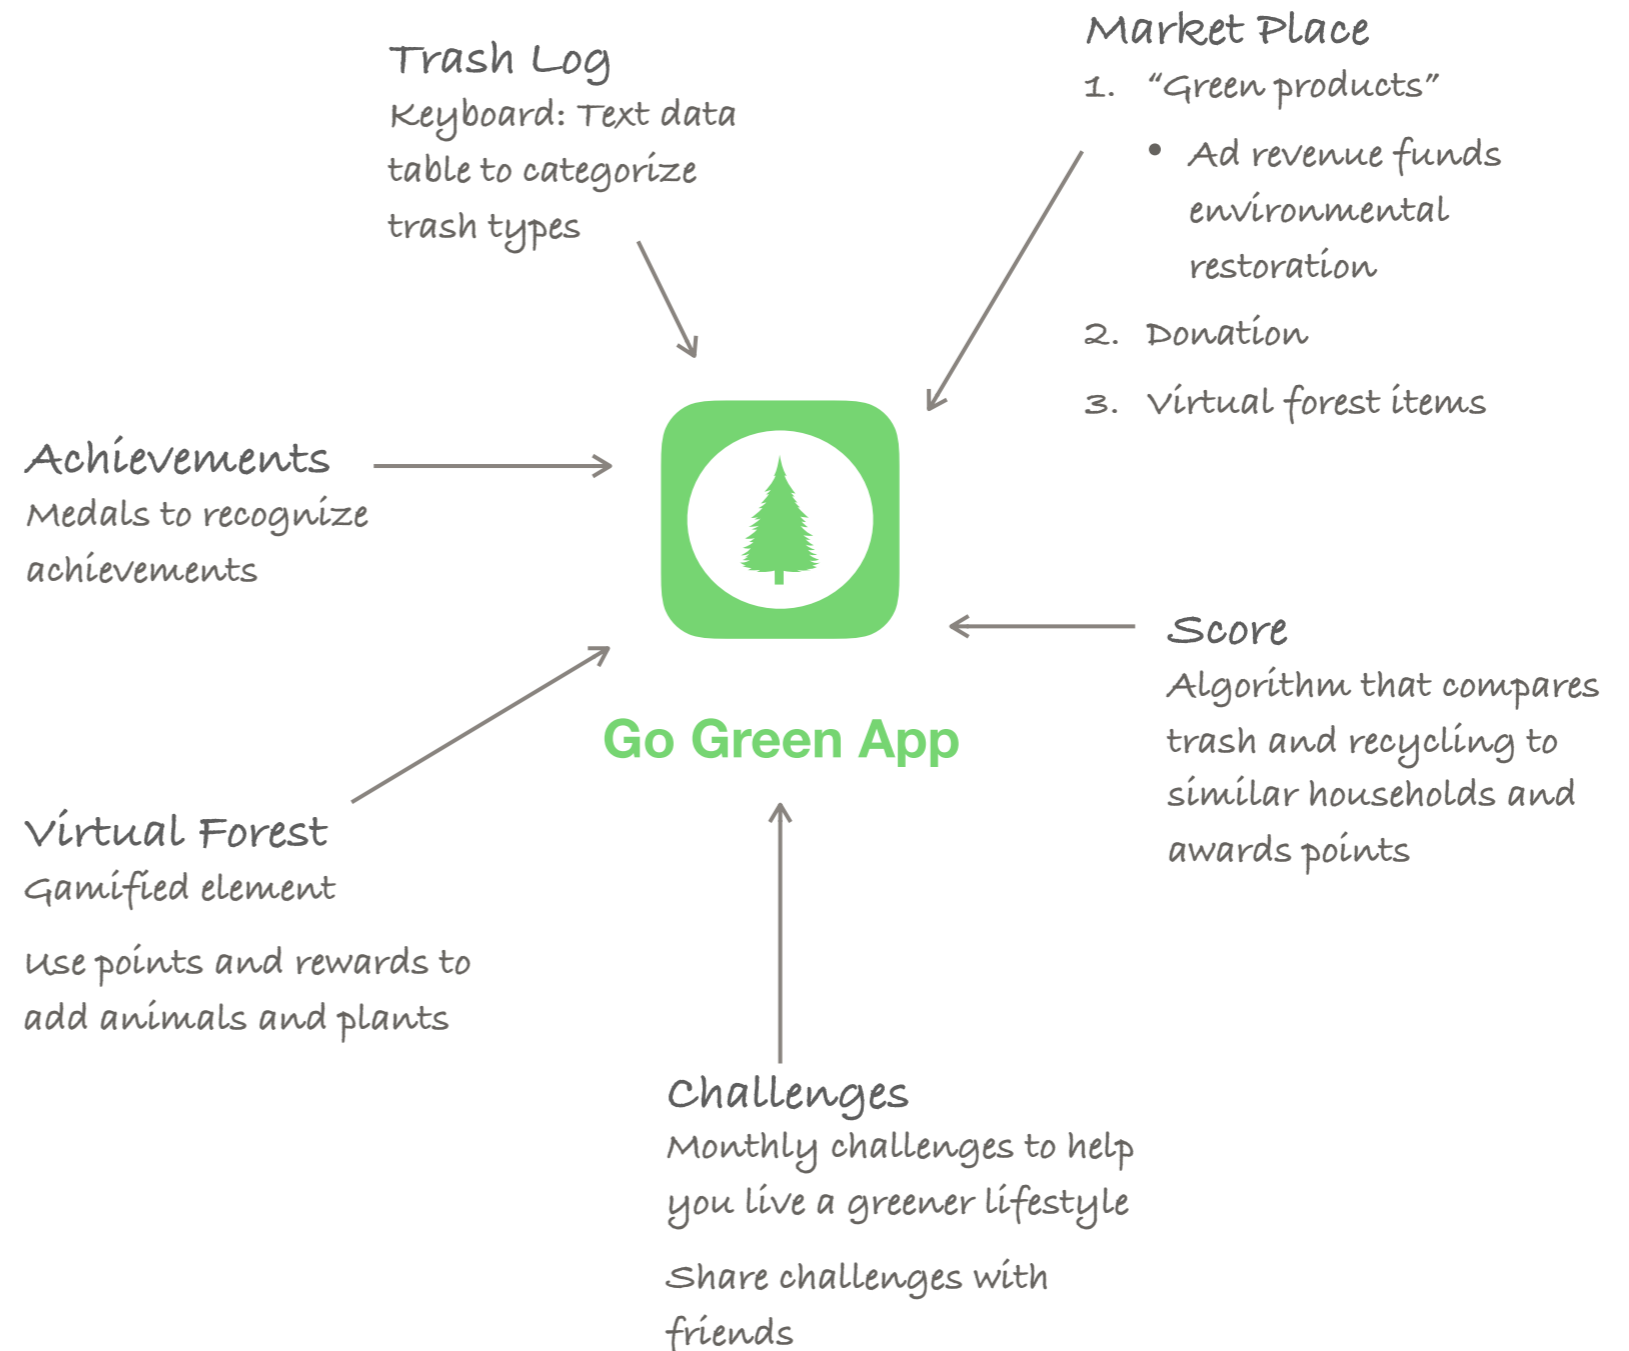 Trash Log
Keyboard: Text data
table to categorize
trash types
Market Place
1. “Green products”
• Ad revenue funds
environmental
restoration
2. Donation
3. Virtual forest items
Achievements
Medals to recognize
achievements
Go Green App
Score
Algorithm that compares
trash and recycling to
similar households and
awards points
Virtual Forest
Gamified element
Use points and rewards to
add animals and plants
Challenges
Monthly challenges to help
you live a greener lifestyle
Share challenges with
friends